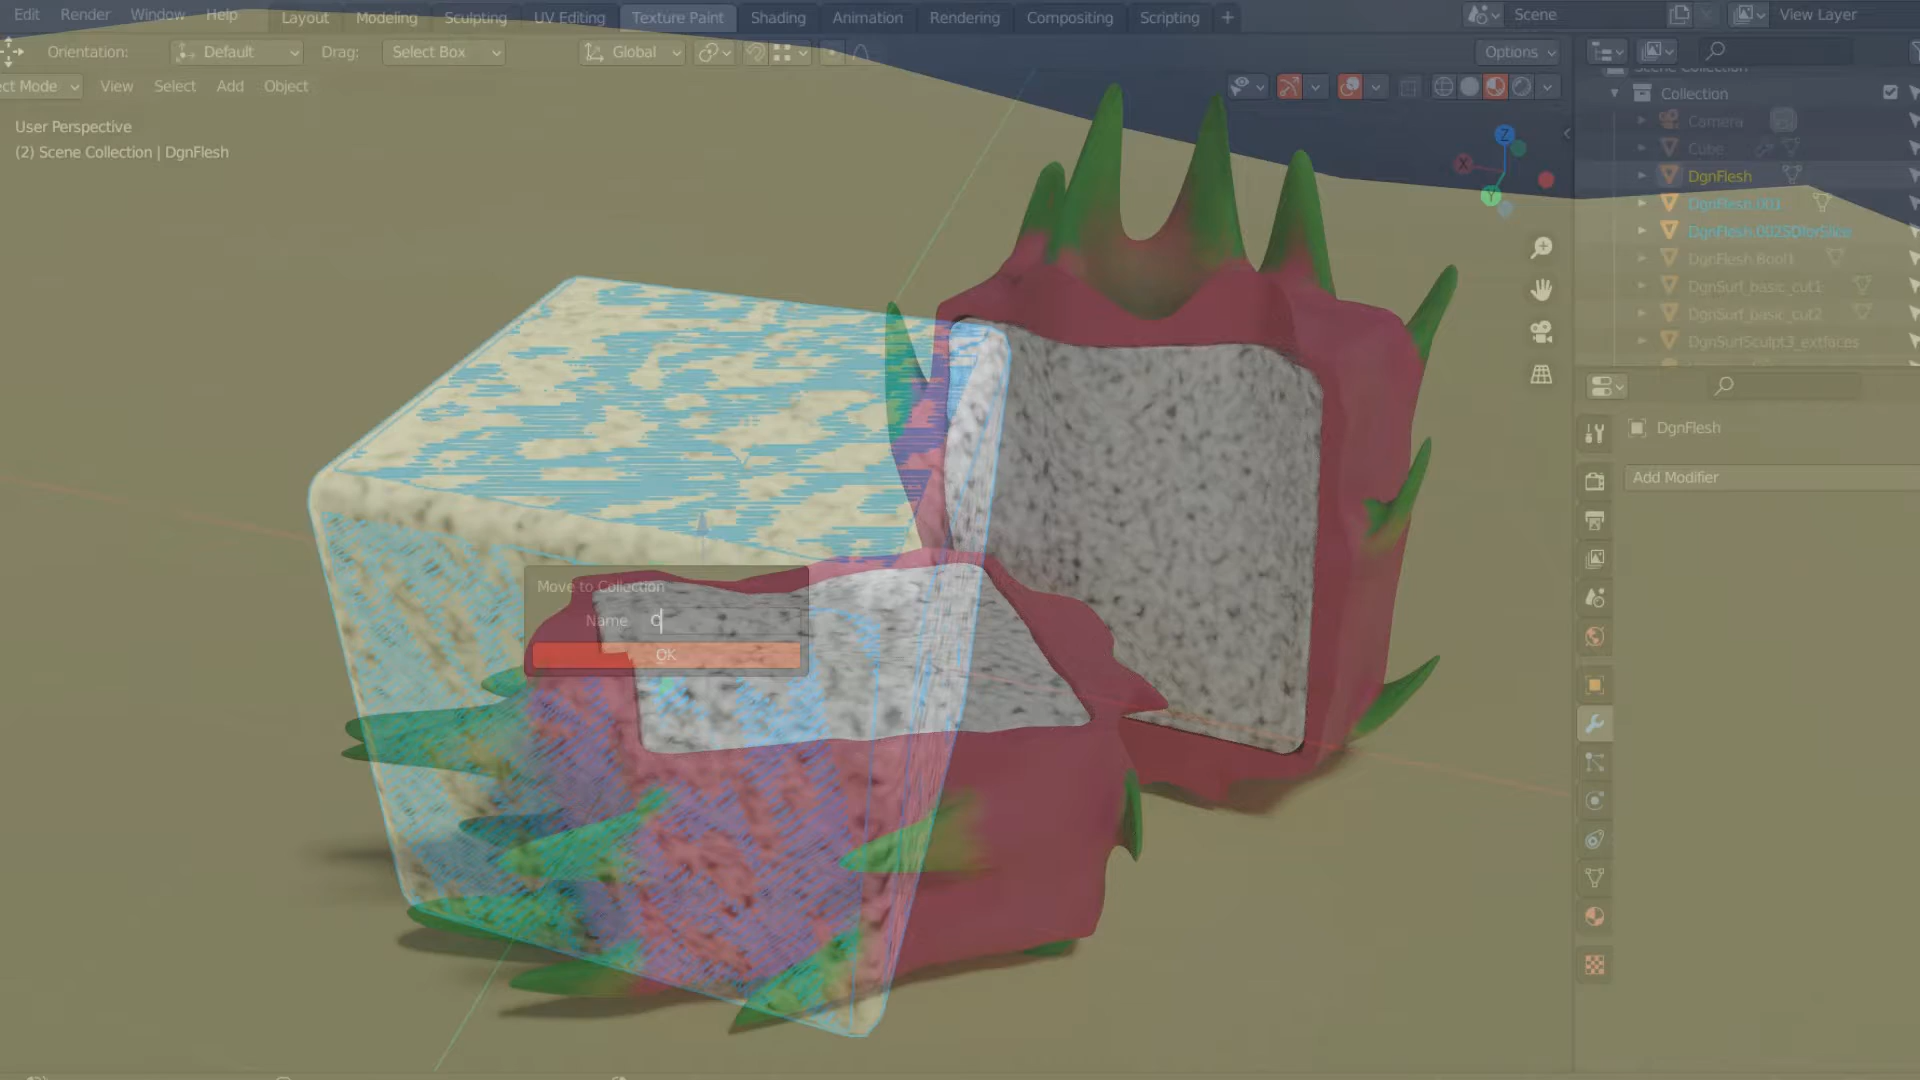 Edit Render Window Help Layout Modeling Sculpting UV Editing Texture Paint Shading Animation Rendering Compositing Scripting + Scene View Layer
Orientation: Default Drag: Select Box Global Options
ct Mode View Select Add Object
User Perspective
(2) Scene Collection | DgnFlesh
Z
X
Y
Scene Collection
Collection
Camera
Cube
DgnFlesh
DgnFlesh.001
DgnFlesh.Bool1
DgnSurf_basic_cut1
DgnSurf_basic_cut2
DgnSurfSculpt3_extfaces
DgnFlesh
Add Modifier
Move to Collection
Name C
OK